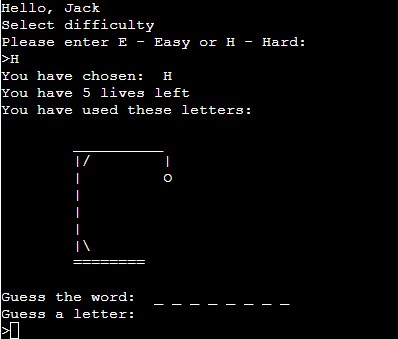 Hello, Jack
Select difficulty
Please enter E - Easy or H - Hard:
>H
You have chosen:  H
You have 5 lives left
You have used these letters:
Guess the word:  _ _ _ _ _ _ _ _
Guess a letter:
>